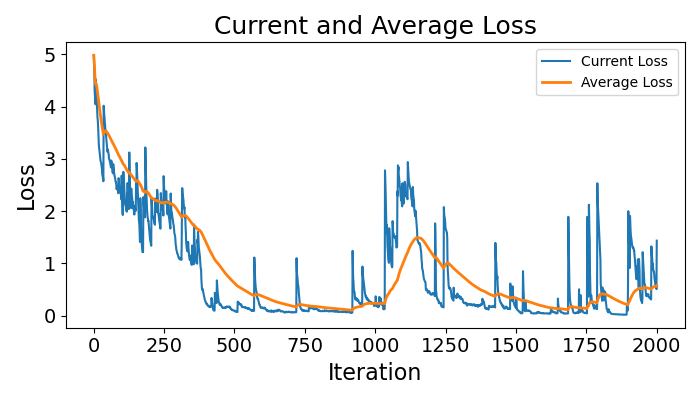 Current and Average Loss
Current Loss
Average Loss
5
4
3
2
1
0
Loss
0 250 500 750 1000 1250 1500 1750 2000
Iteration